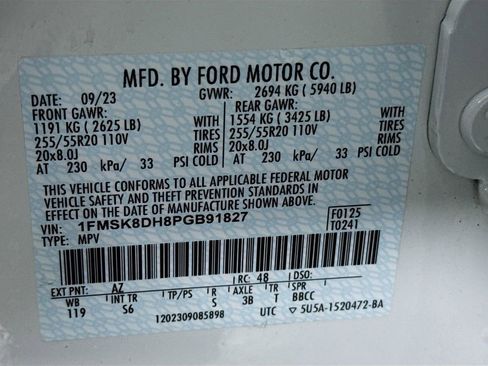 MFD. BY FORD MOTOR CO.
DATE: 09/23 GVWR: 2694 KG ( 5940 LB)
FRONT GAWR: REAR GAWR:
1191 KG ( 2625 LB) WITH 1554 KG ( 3425 LB) WITH
255/55R20 110V TIRES 255/55R20 110V TIRES
20x8.0J RIMS 20x8.0J RIMS
AT 230 kPa/ 33 PSI COLD AT 230 kPa/ 33 PSI COLD
THIS VEHICLE CONFORMS TO ALL APPLICABLE FEDERAL MOTOR
VEHICLE SAFETY AND THEFT PREVENTION STANDARDS IN
EFFECT ON THE DATE OF MANUFACTURE SHOWN ABOVE.
VIN: 1FMSK8DH8PGB91827 F0125
TYPE: MPV T0241
EXT PNT: AZ RC: 48
WB INT TR TP/PS R AXLE TR SPR
119 S6 S 3B T BBCC
1202309085898 UTC ▽5U5A-1520472-BA